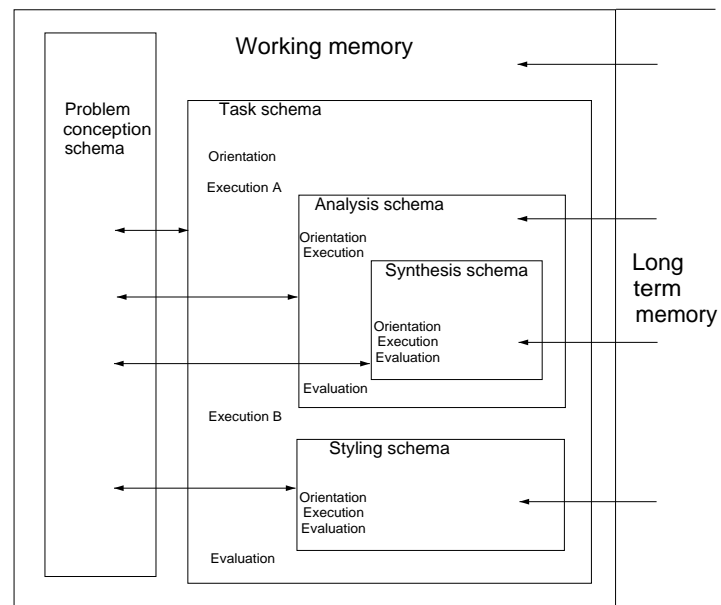 Working memory
Problem
conception
schema
Task schema
Orientation
Execution A
Analysis schema
Orientation
Execution
Synthesis schema
Orientation
Execution
Evaluation
Evaluation
Execution B
Styling schema
Orientation
Execution
Evaluation
Evaluation
Long
term
memory